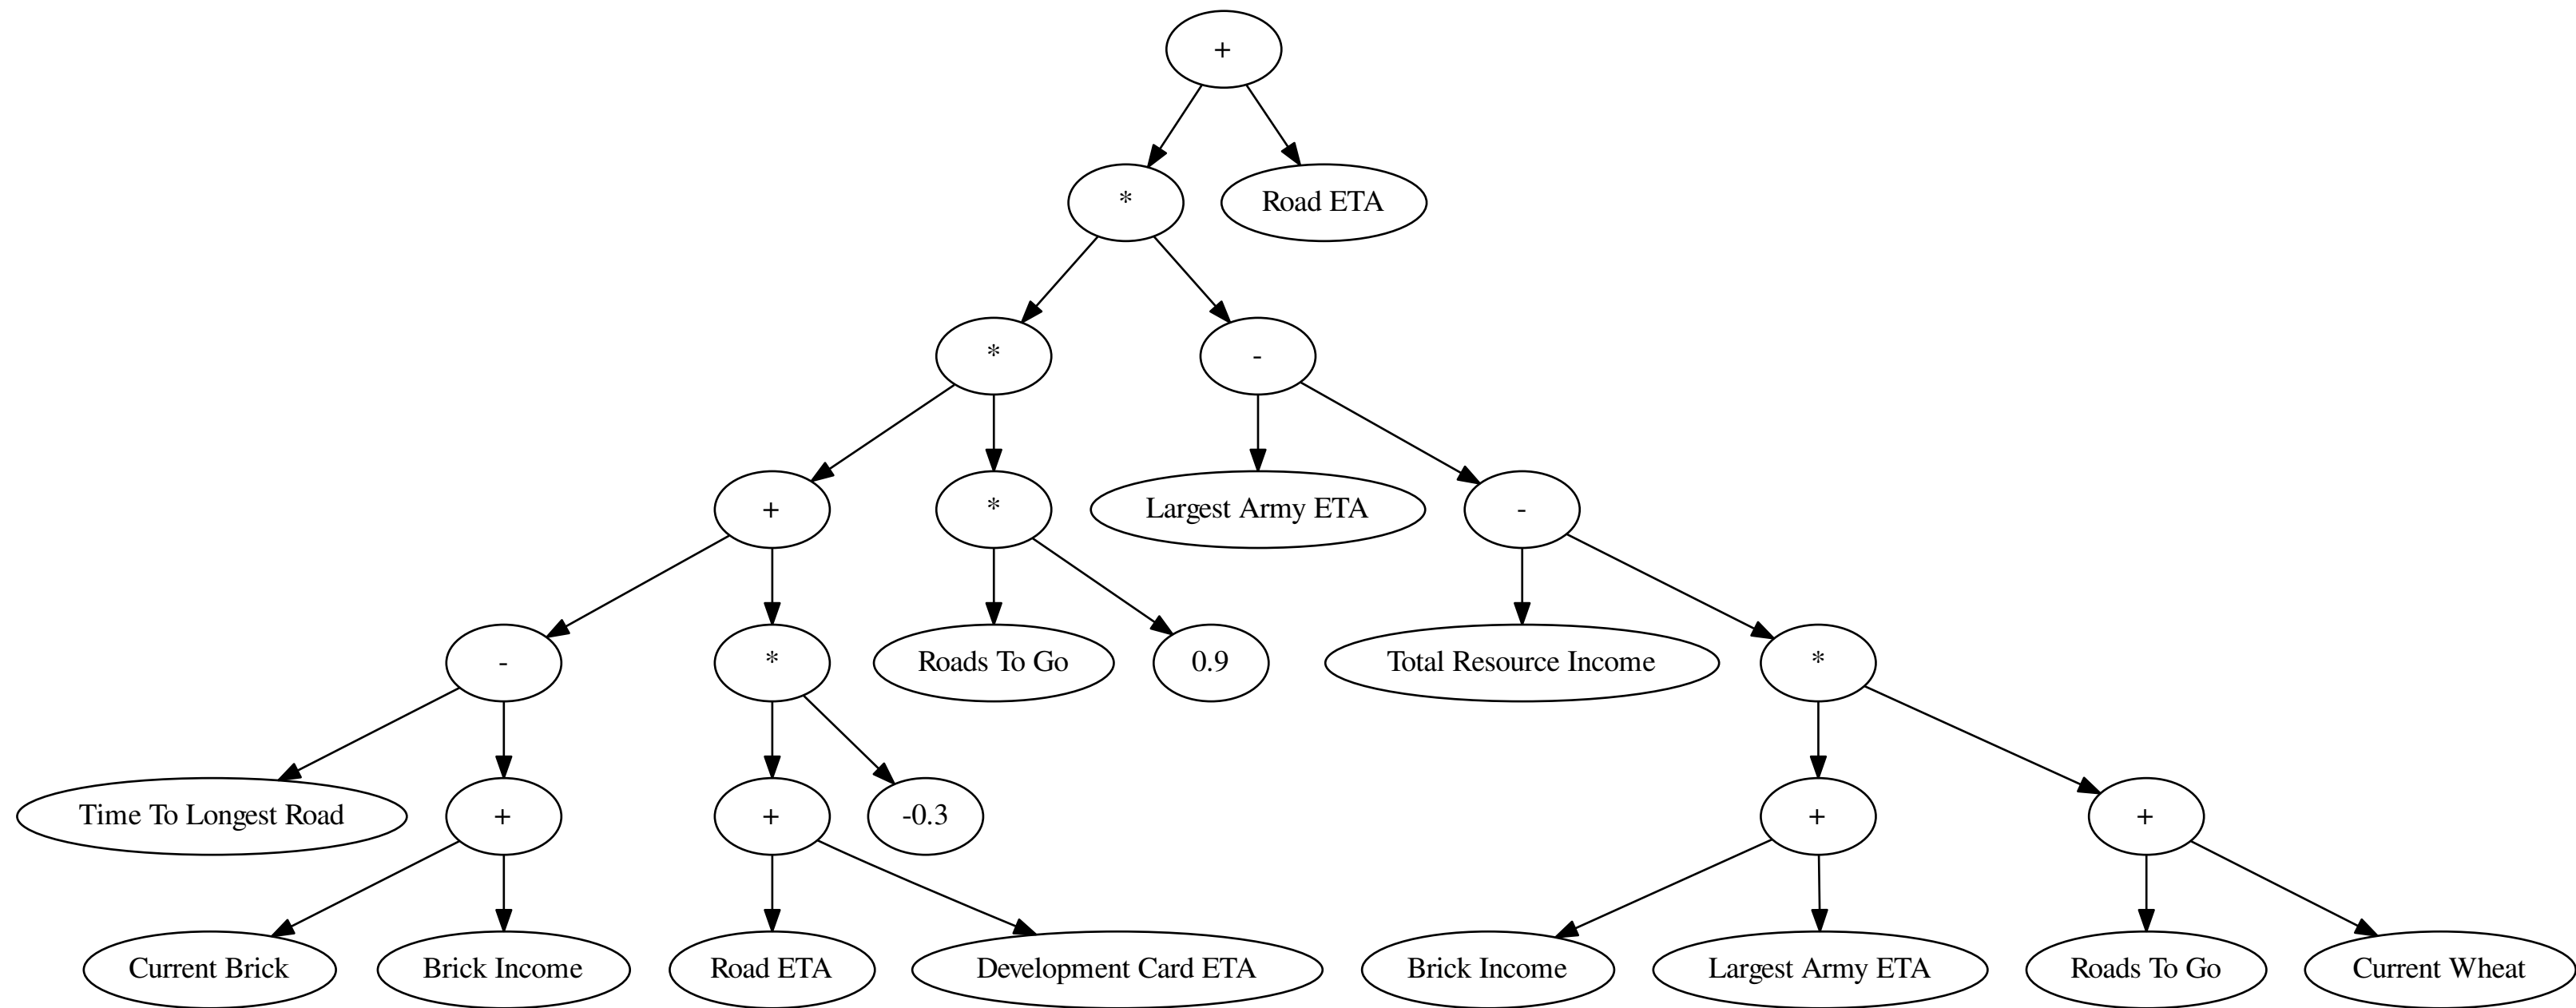 +
* Road ETA
* -
+ * Largest Army ETA -
- * Roads To Go 0.9 Total Resource Income *
Time To Longest Road + + -0.3 + +
Current Brick Brick Income Road ETA Development Card ETA Brick Income Largest Army ETA Roads To Go Current Wheat